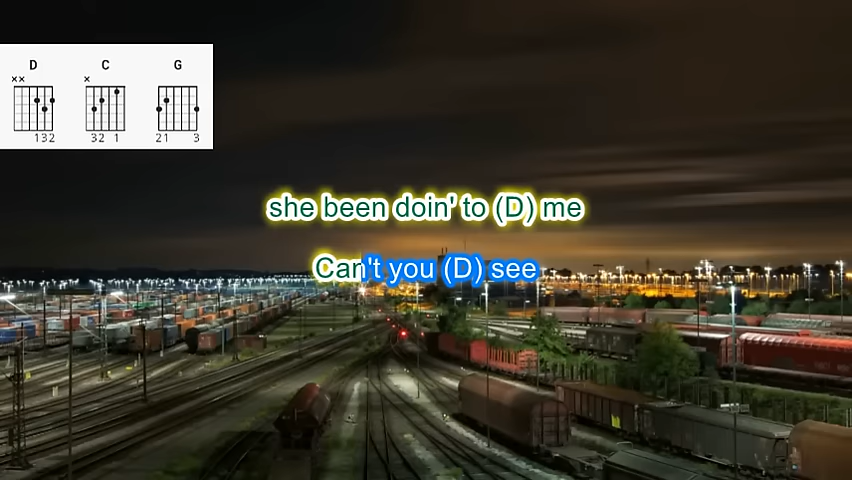 D C G
×× ×
132 32 1 21 3
she been doin' to (D) me
Can't you (D) see